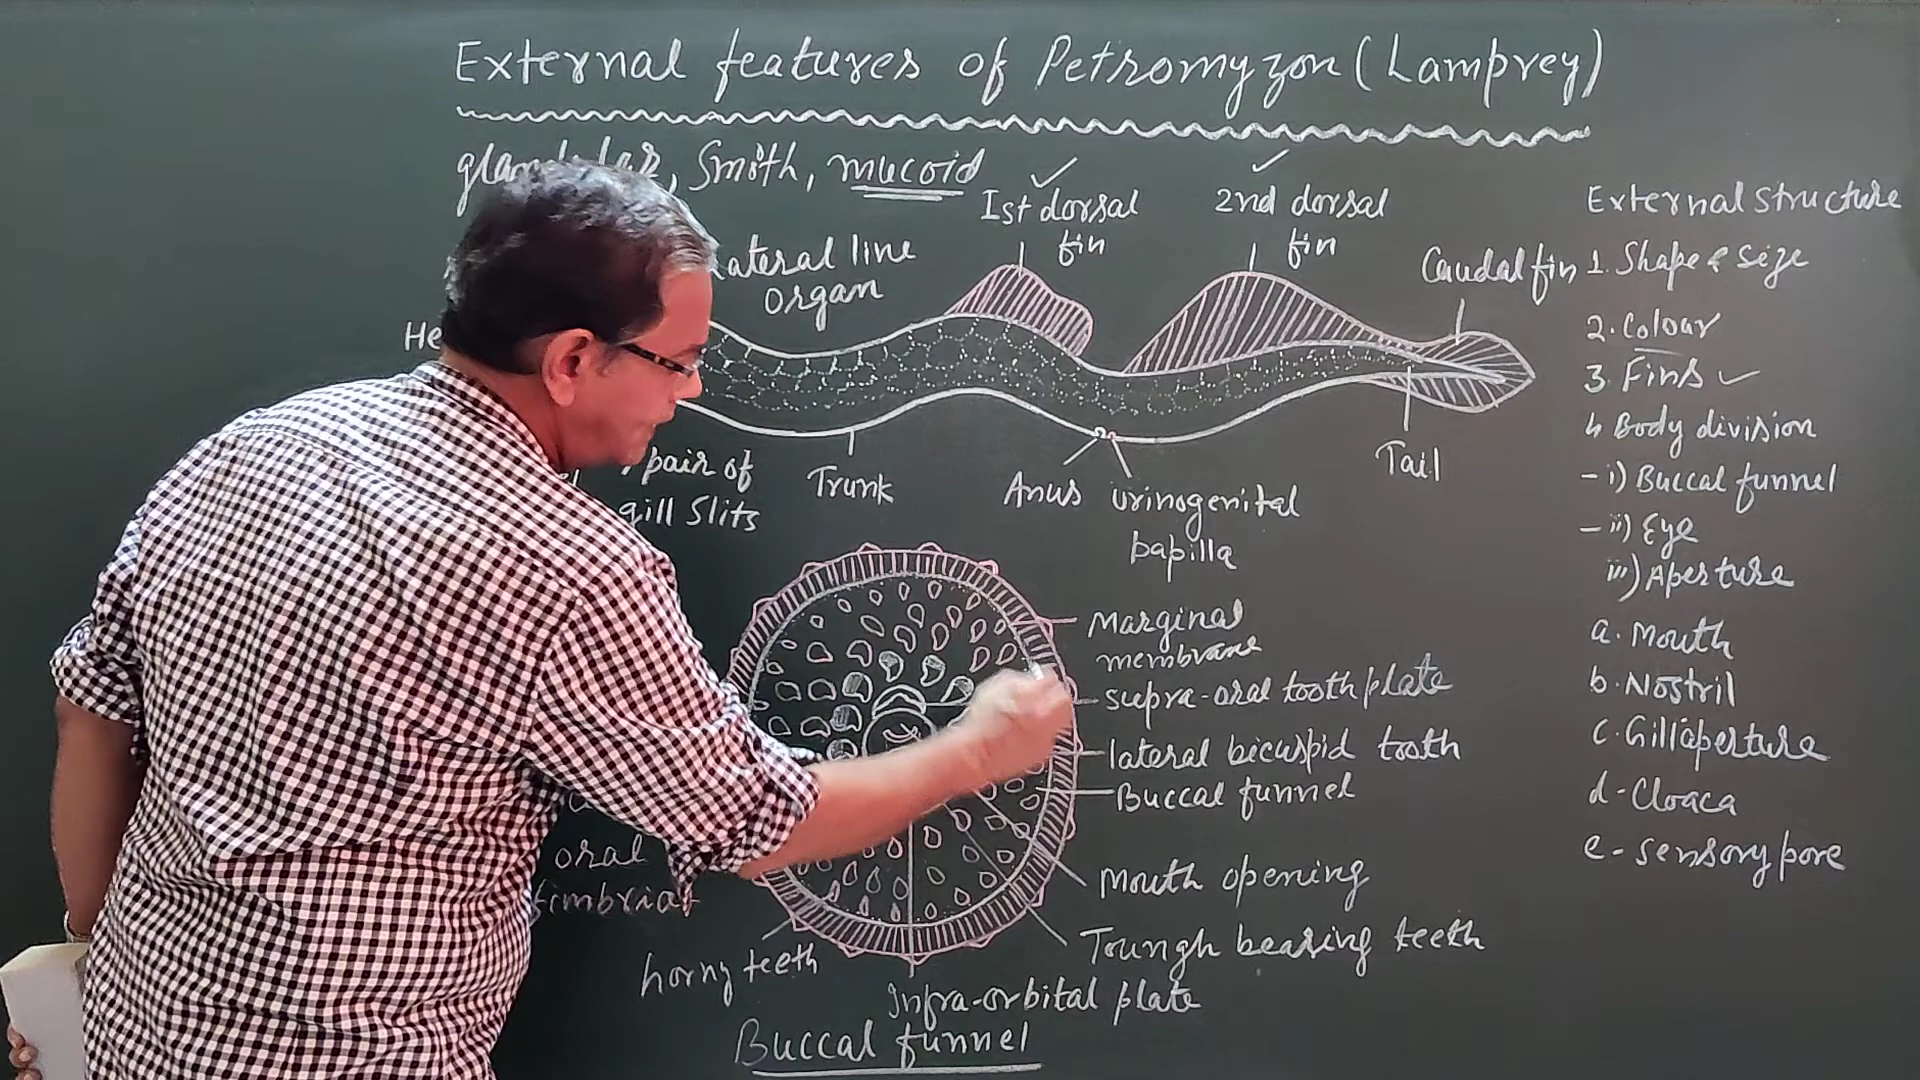 External features of Petromyzon (Lamprey)
glandular, Smith, mucoid
Ist dorsal
fin
2nd dorsal
fin
lateral line
organ
Caudal fin
He
pair of
gill Slits
Trunk
Anus
urinogenital
papilla
Tail
Marginal
membrane
supra-oral tooth plate
lateral bicuspid tooth
Buccal funnel
Mouth opening
Toungh bearing teeth
Infra-orbital plate
horny teeth
oral
fimbriae
Buccal funnel
External Structure
1. Shape & size
2. Colour
3. Fins ✓
4. Body division
- i) Buccal funnel
- ii) Eye
iii) Aperture
a. Mouth
b. Nostril
c. Gill aperture
d - Cloaca
e - sensory pore